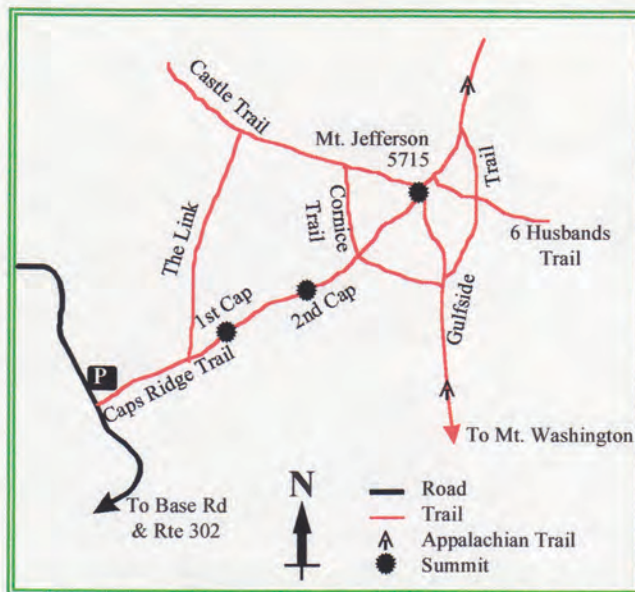 Castle Trail
Mt. Jefferson
5715
Trail
The Link
Cornice
Trail
6 Husbands
Trail
1st Cap
2nd Cap
Gulfside
P
Caps Ridge Trail
To Mt. Washington
To Base Rd
& Rte 302
N
Road
Trail
Appalachian Trail
Summit